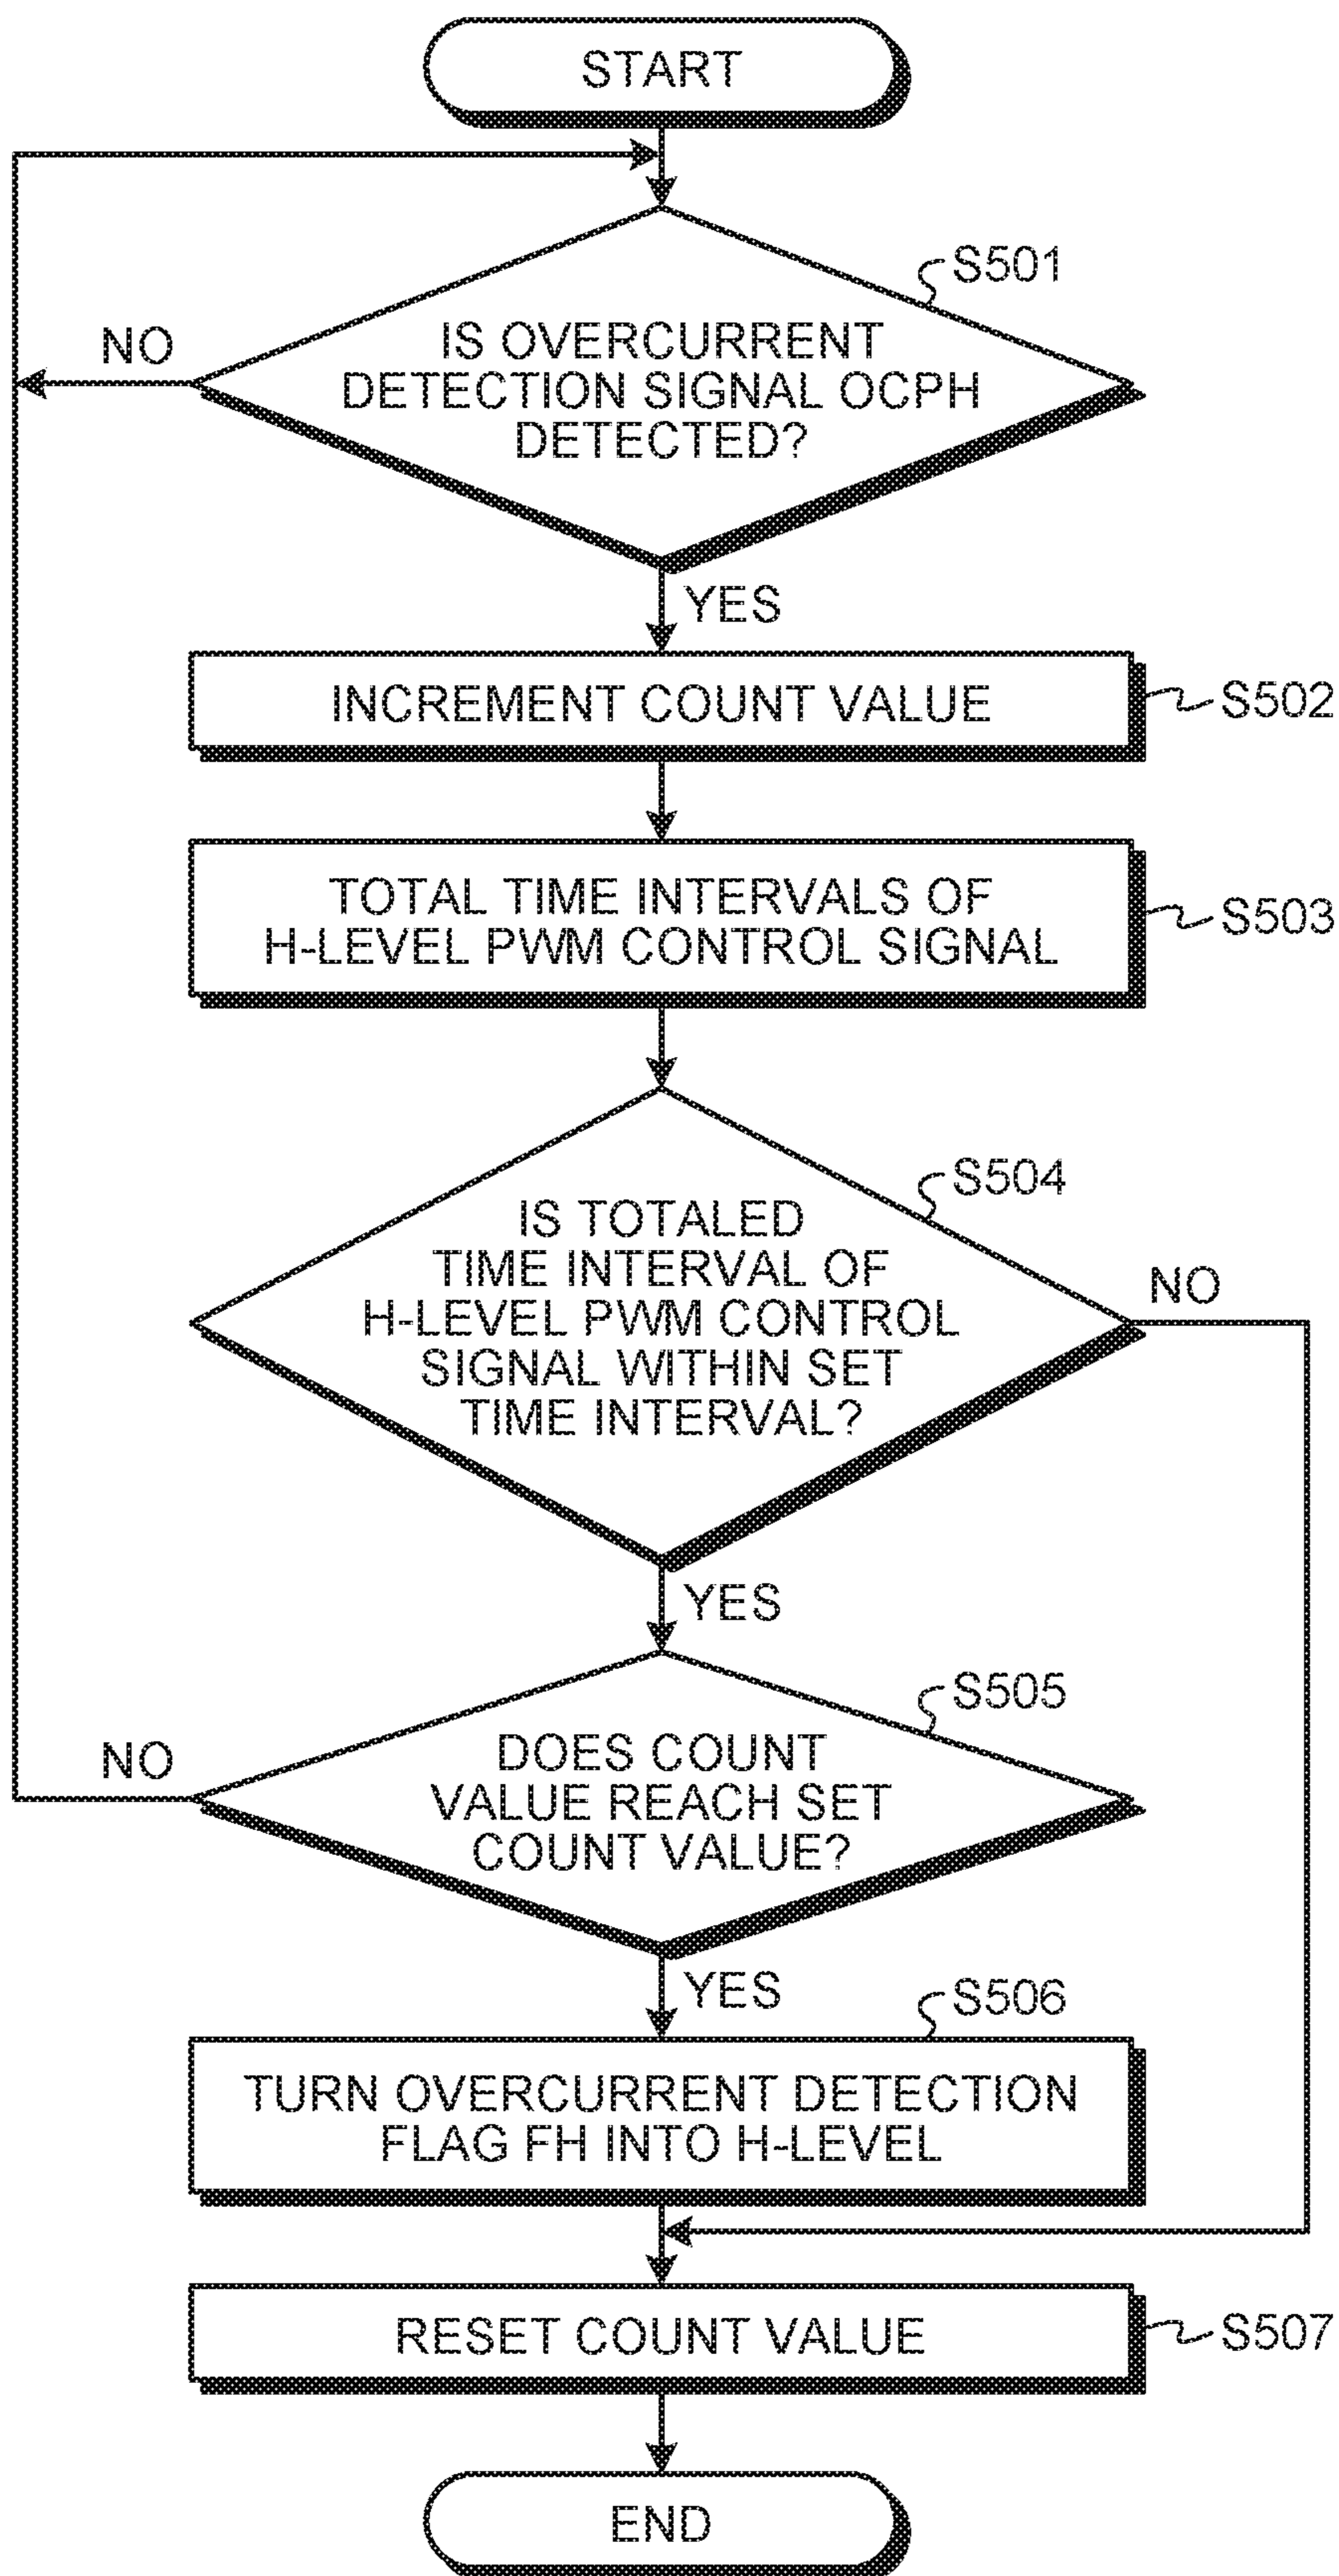 START
S501
NO
IS OVERCURRENT
DETECTION SIGNAL OCPH
DETECTED?
YES
INCREMENT COUNT VALUE
S502
TOTAL TIME INTERVALS OF
H-LEVEL PWM CONTROL SIGNAL
S503
S504
IS TOTALED
TIME INTERVAL OF
H-LEVEL PWM CONTROL
SIGNAL WITHIN SET
TIME INTERVAL?
NO
YES
S505
NO
DOES COUNT
VALUE REACH SET
COUNT VALUE?
YES
S506
TURN OVERCURRENT DETECTION
FLAG FH INTO H-LEVEL
RESET COUNT VALUE
S507
END